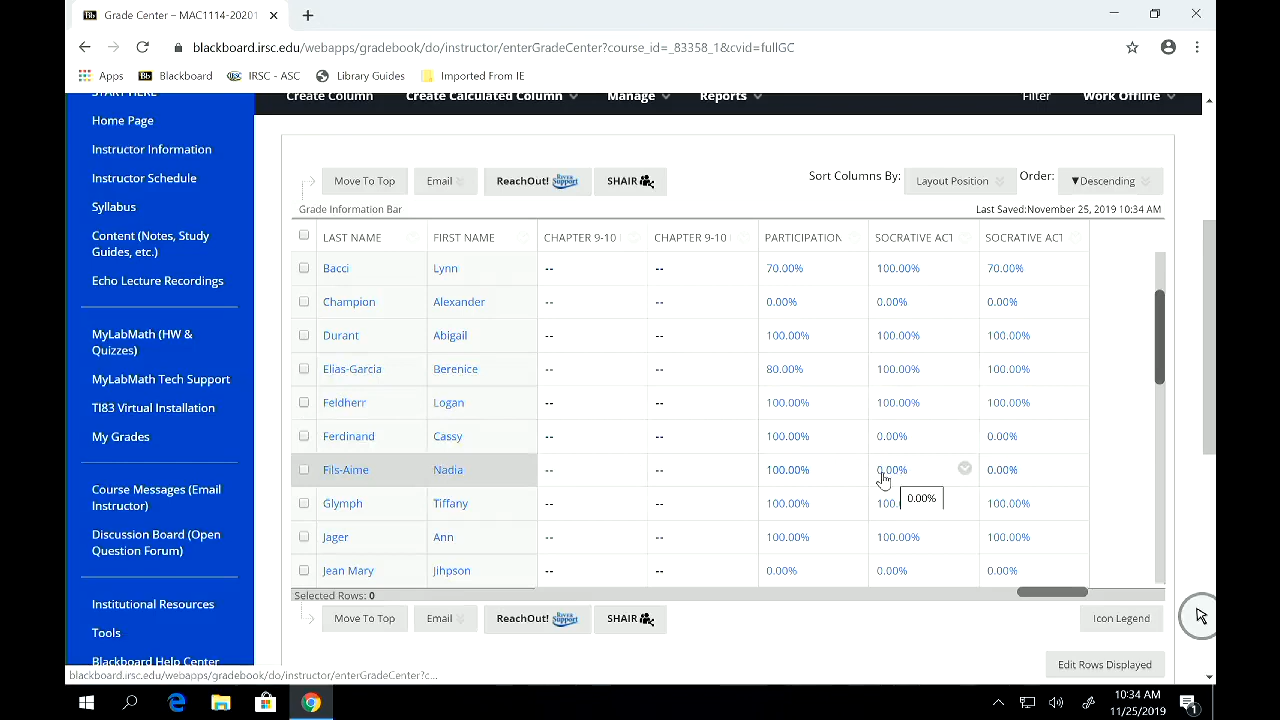 Grade Center – MAC1114-20201
blackboard.irsc.edu/webapps/gradebook/do/instructor/enterGradeCenter?course_id=_83358_1&cvid=fullGC
Apps Bb Blackboard IRSC - ASC Library Guides Imported From IE
START HERE
Home Page
Instructor Information
Instructor Schedule
Syllabus
Content (Notes, Study
Guides, etc.)
Echo Lecture Recordings
MyLabMath (HW &
Quizzes)
MyLabMath Tech Support
TI83 Virtual Installation
My Grades
Course Messages (Email
Instructor)
Discussion Board (Open
Question Forum)
Institutional Resources
Tools
Blackboard Help Center
Create Column Create Calculated Column Manage Reports Filter Work Offline
Move To Top Email ReachOut! River Support SHAIR Sort Columns By: Layout Position Order: ▼Descending
Grade Information Bar Last Saved:November 25, 2019 10:34 AM
LAST NAME FIRST NAME CHAPTER 9-10 CHAPTER 9-10 PARTICIPATION SOCRATIVE ACT SOCRATIVE ACT
Bacci Lynn -- -- 70.00% 100.00% 70.00%
Champion Alexander -- -- 0.00% 0.00% 0.00%
Durant Abigail -- -- 100.00% 100.00% 100.00%
Elias-Garcia Berenice -- -- 80.00% 100.00% 100.00%
Feldherr Logan -- -- 100.00% 100.00% 100.00%
Ferdinand Cassy -- -- 100.00% 0.00% 0.00%
Fils-Aime Nadia -- -- 100.00% 0.00% 0.00%
0.00%
Glymph Tiffany -- -- 100.00% 100. 100.00%
Jager Ann -- -- 100.00% 100.00% 100.00%
Jean Mary Jihpson -- -- 0.00% 0.00% 0.00%
Selected Rows: 0
Move To Top Email ReachOut! River Support SHAIR Icon Legend
Edit Rows Displayed
blackboard.irsc.edu/webapps/gradebook/do/instructor/enterGradeCenter?c...
10:34 AM
11/25/2019
1